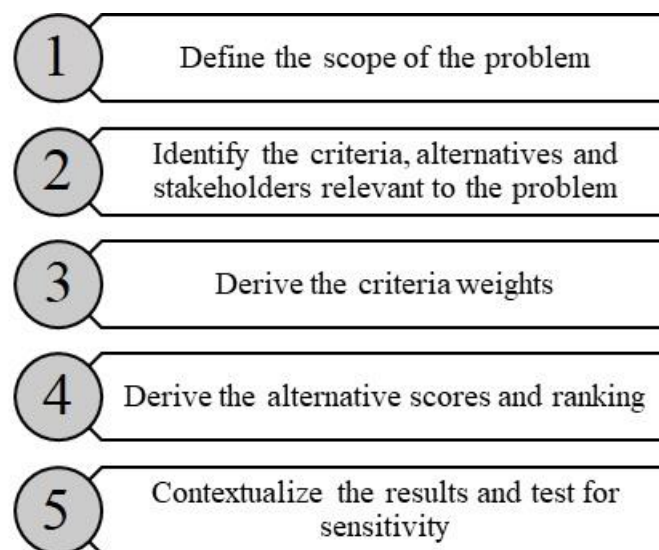 1
Define the scope of the problem
2
Identify the criteria, alternatives and
stakeholders relevant to the problem
3
Derive the criteria weights
4
Derive the alternative scores and ranking
5
Contextualize the results and test for
sensitivity